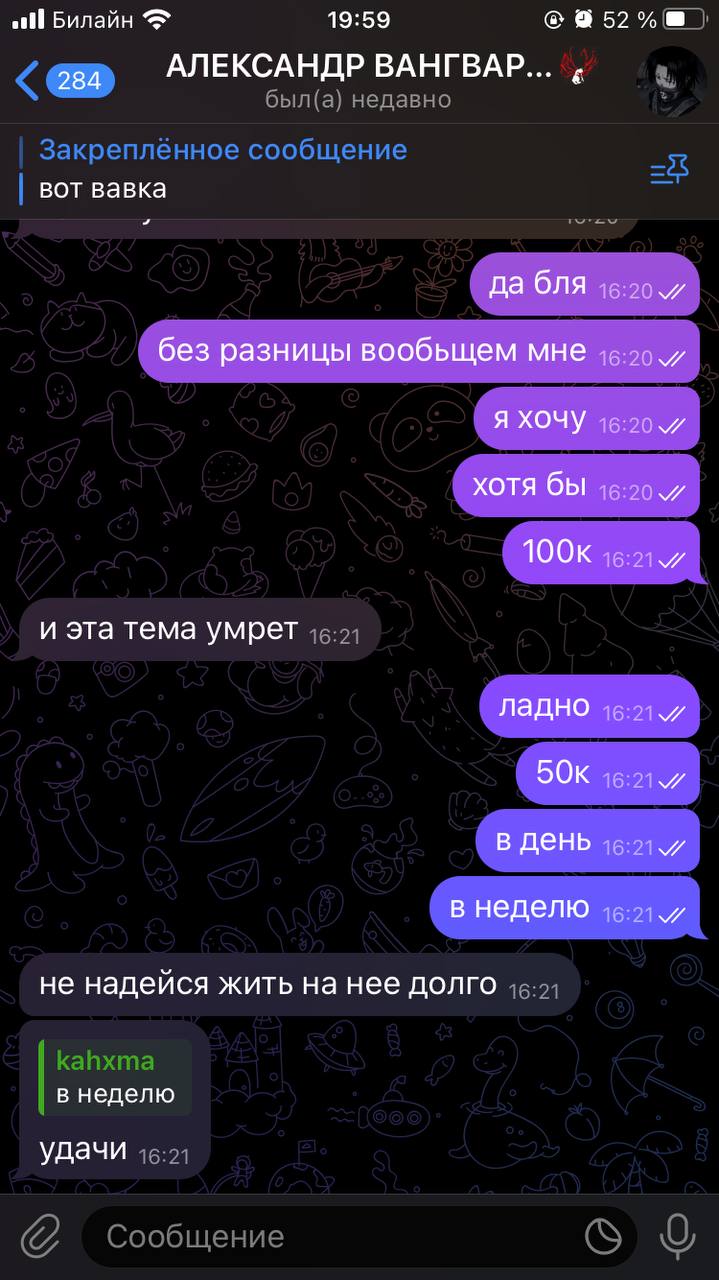 Билайн 19:59 52 %
284 АЛЕКСАНДР ВАНГВАР...
был(а) недавно
Закреплённое сообщение
вот вавка
да бля 16:20
без разницы вообьщем мне 16:20
я хочу 16:20
хотя бы 16:20
100к 16:21
и эта тема умрет 16:21
ладно 16:21
50к 16:21
в день 16:21
в неделю 16:21
не надейся жить на нее долго 16:21
kahxma
в неделю
удачи 16:21
Сообщение